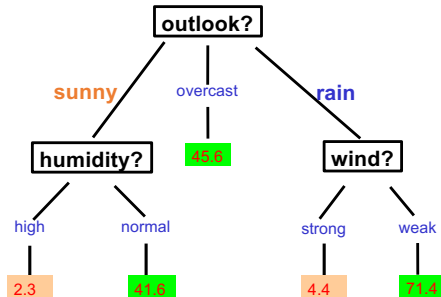 outlook?
sunny overcast rain
humidity? 45.6 wind?
high normal strong weak
2.3 41.6 4.4 71.4